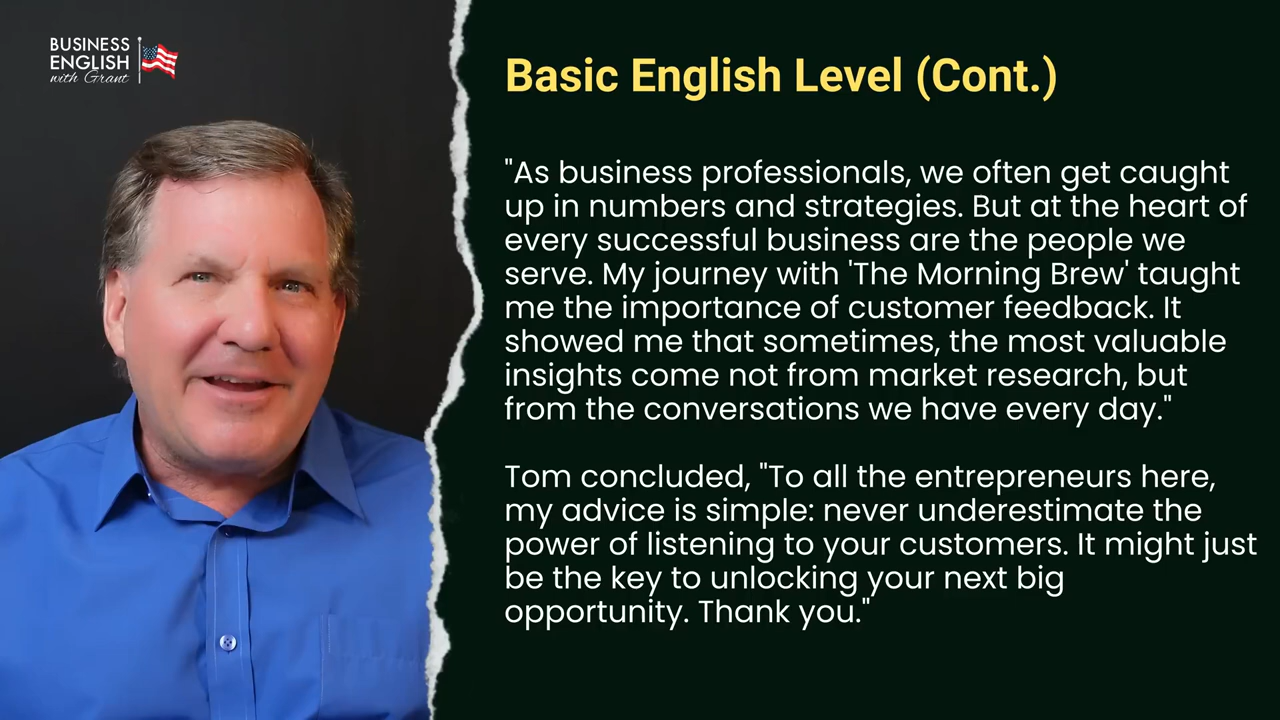 BUSINESS
ENGLISH
with Grant
Basic English Level (Cont.)
"As business professionals, we often get caught
up in numbers and strategies. But at the heart of
every successful business are the people we
serve. My journey with 'The Morning Brew' taught
me the importance of customer feedback. It
showed me that sometimes, the most valuable
insights come not from market research, but
from the conversations we have every day."
Tom concluded, "To all the entrepreneurs here,
my advice is simple: never underestimate the
power of listening to your customers. It might just
be the key to unlocking your next big
opportunity. Thank you."